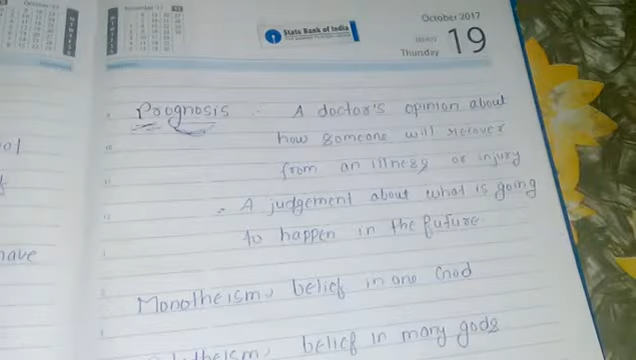 State Bank of India
October 2017
Thursday 19
Prognosis - A doctor's opinion about
how someone will recover
from an illness or injury
- A judgement about what is going
to happen in the future.
have
Monotheism, belief in one God
belief in many gods